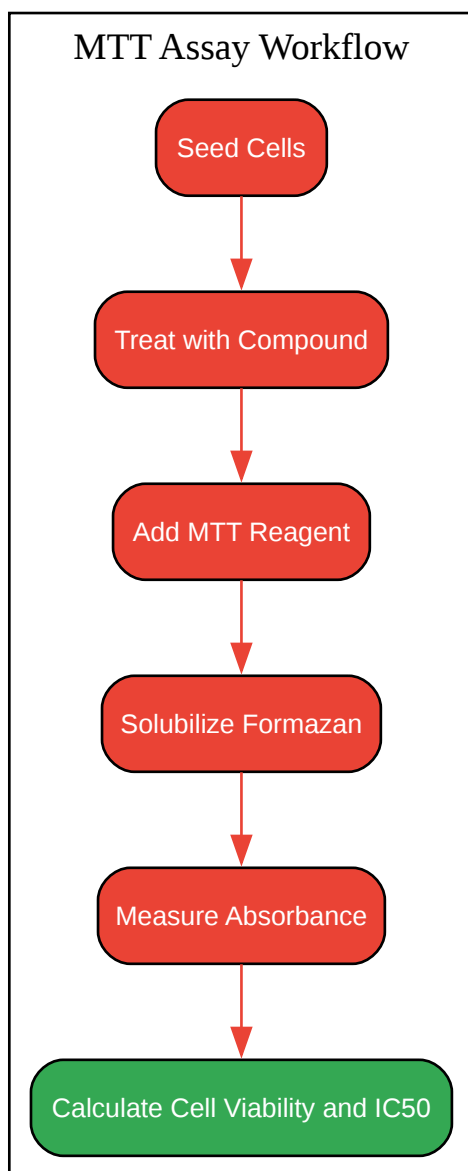 MTT Assay Workflow
Seed Cells
Treat with Compound
Add MTT Reagent
Solubilize Formazan
Measure Absorbance
Calculate Cell Viability and IC50